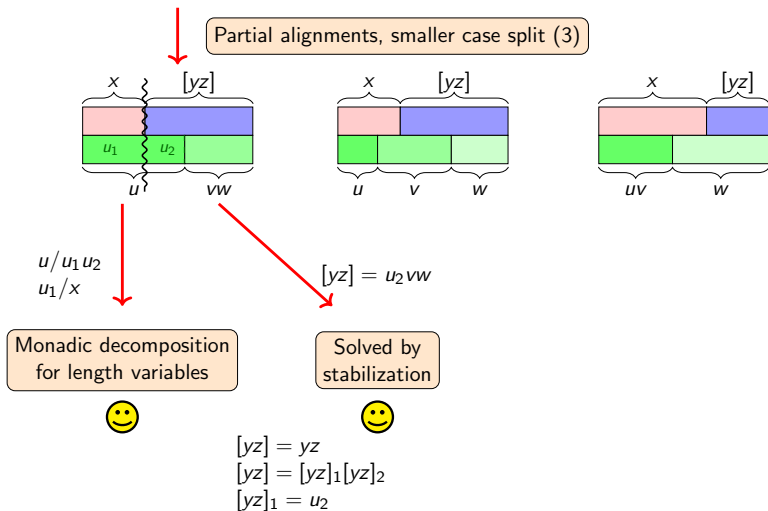 Partial alignments, smaller case split (3)
x [yz] x [yz] x [yz]
u₁ u₂
u vw u v w uv w
u/u₁u₂
u₁/x
[yz] = u₂vw
Monadic decomposition
for length variables
Solved by
stabilization
[yz] = yz
[yz] = [yz]₁[yz]₂
[yz]₁ = u₂